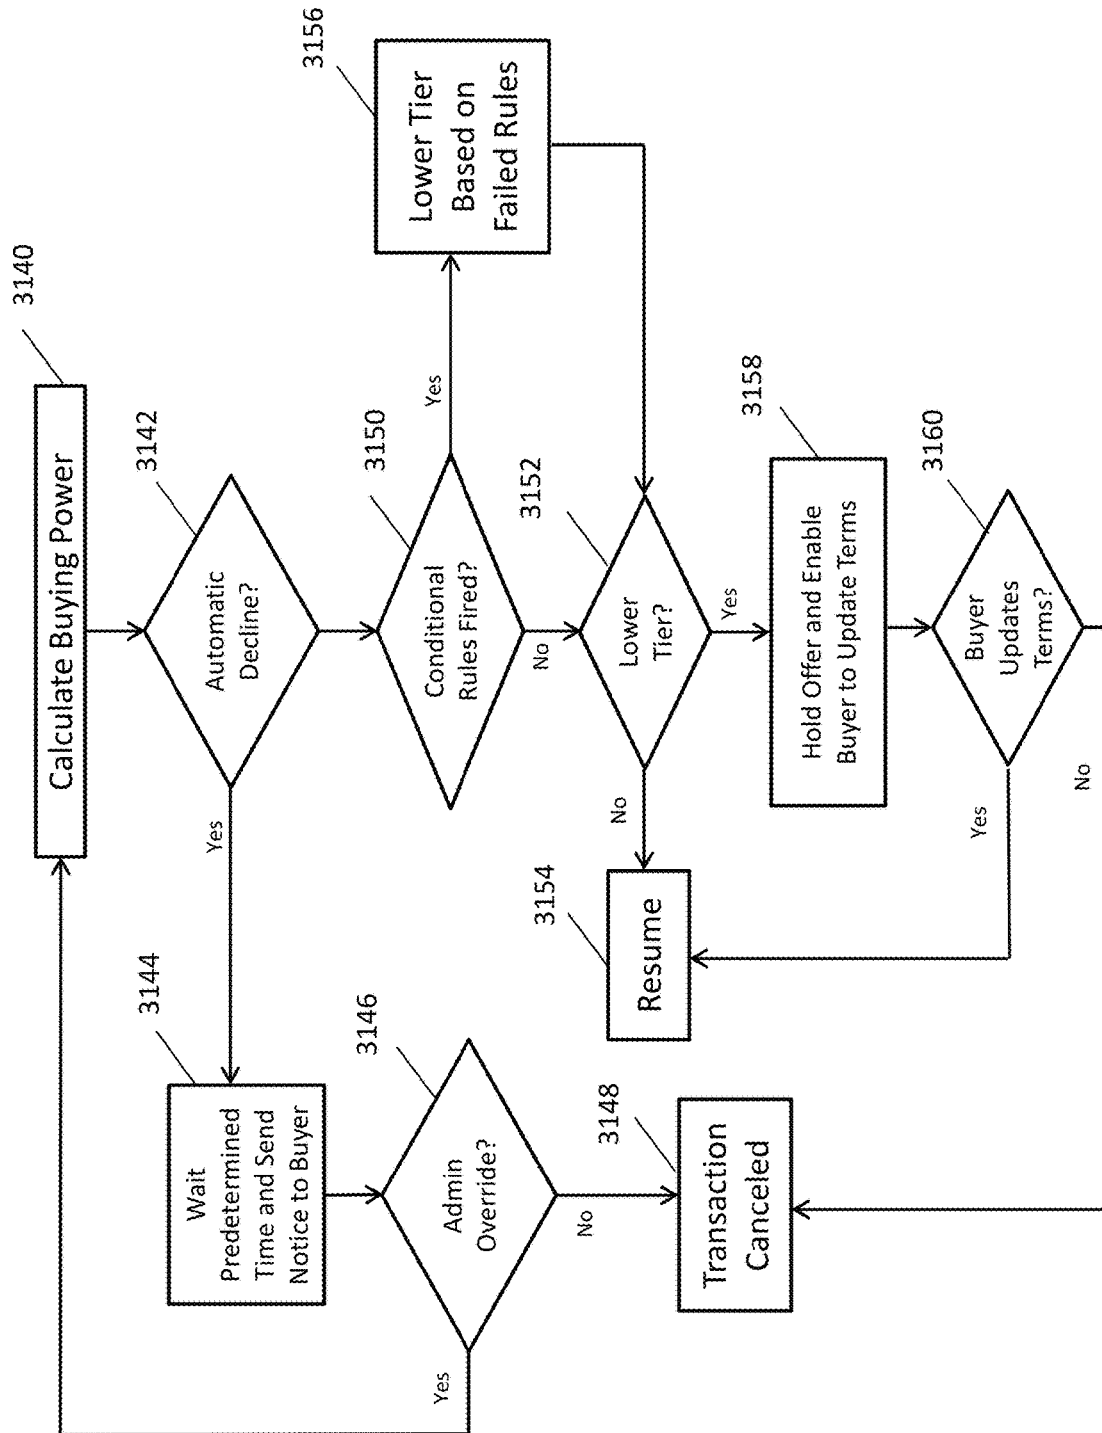 3140
Calculate Buying Power
3142
Automatic
Decline?
Yes
3144
Wait
Predetermined
Time and Send
Notice to Buyer
3146
Admin
Override?
Yes
No
3148
Transaction
Canceled
3150
Conditional
Rules Fired?
Yes
No
3156
Lower Tier
Based on
Failed Rules
3152
Lower
Tier?
No
Yes
3154
Resume
3158
Hold Offer and Enable
Buyer to Update Terms
3160
Buyer
Updates
Terms?
Yes
No